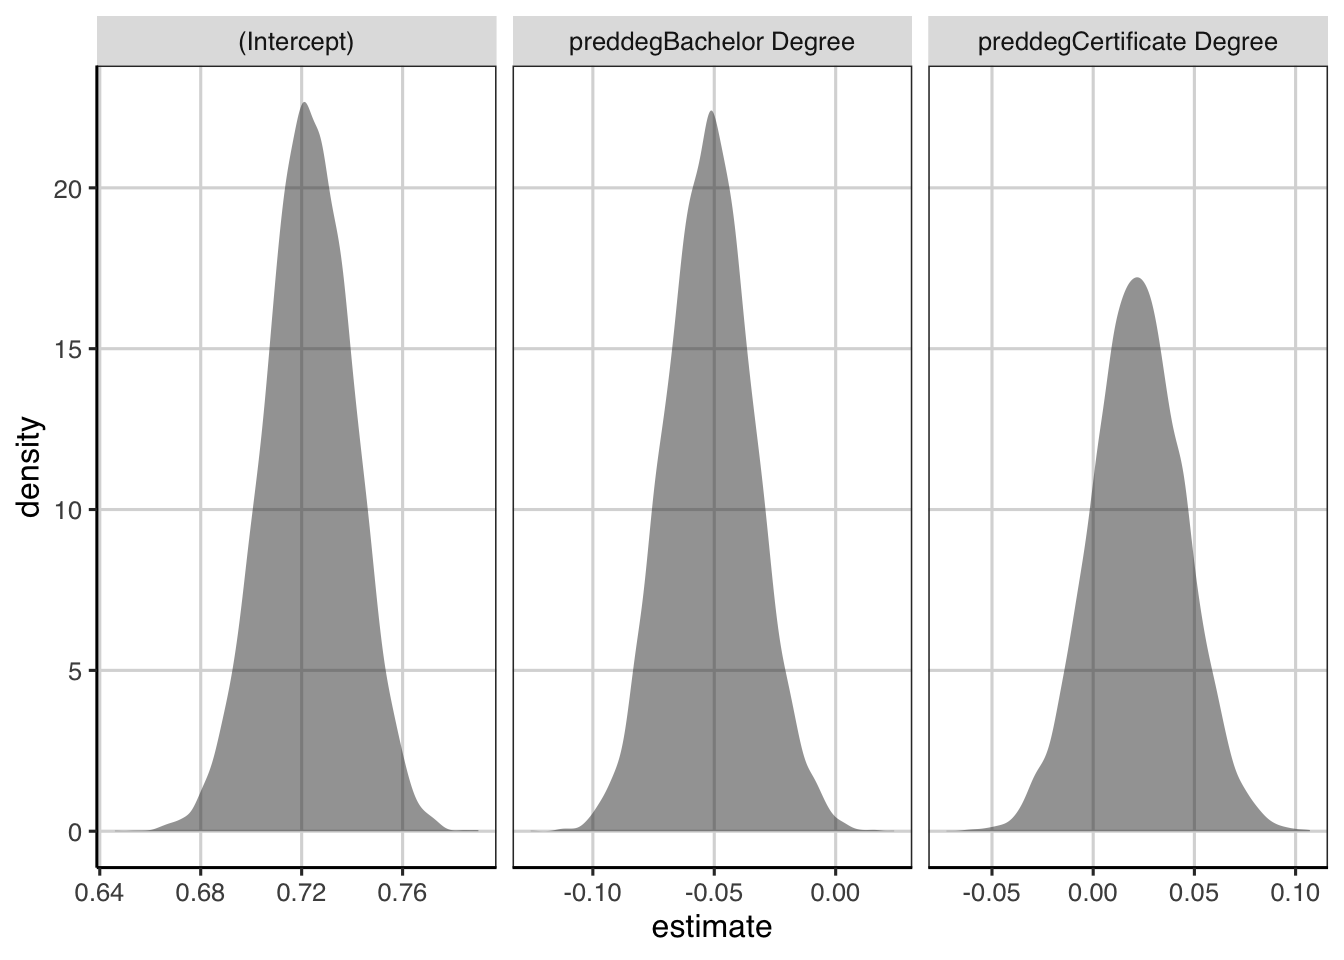 (Intercept)
preddegBachelor Degree
preddegCertificate Degree
density
20
15
10
5
0
0.64 0.68 0.72 0.76
-0.10 -0.05 0.00
-0.05 0.00 0.05 0.10
estimate